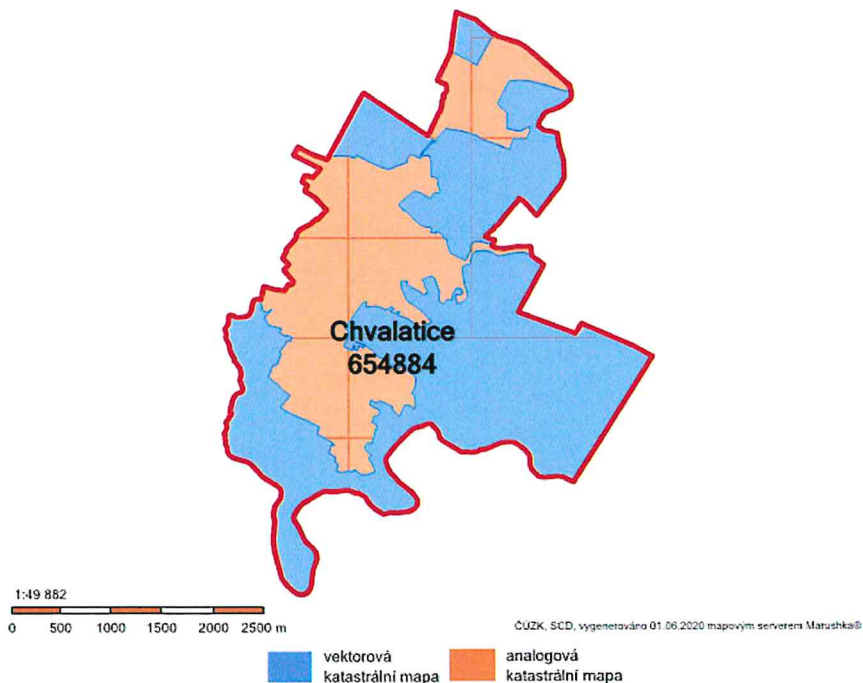 Chvalatice
654884
1:49 882
0 500 1000 1500 2000 2500 m
ČÚZK, SCD, vygenerováno 01.06.2020 mapovým serverem Marushka®
vektorová
katastrální mapa
analogová
katastrální mapa